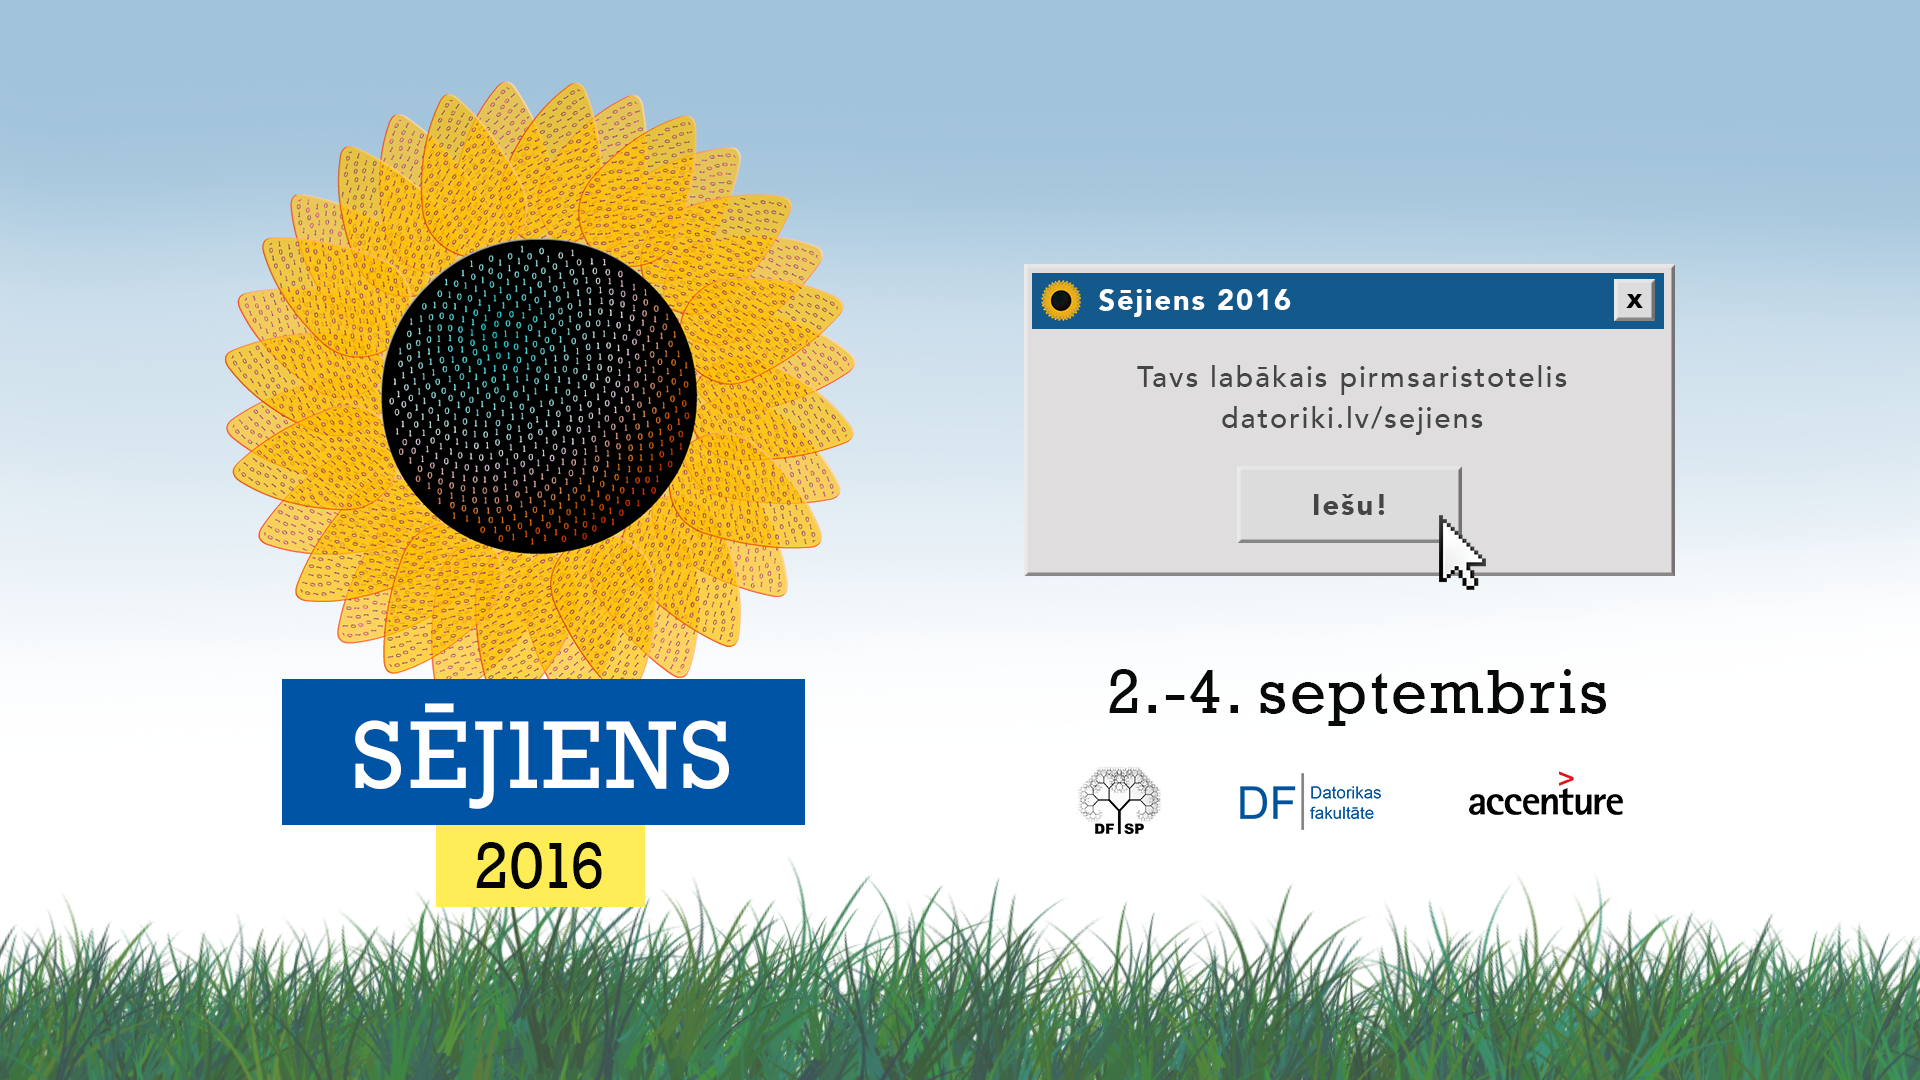 SĒJIENS
2016
Sējiens 2016
x
Tavs labākais pirmsaristotelis
datoriki.lv/sejiens
Iešu!
2.-4. septembris
DF SP
DF Datorikas
fakultāte
>
accenture